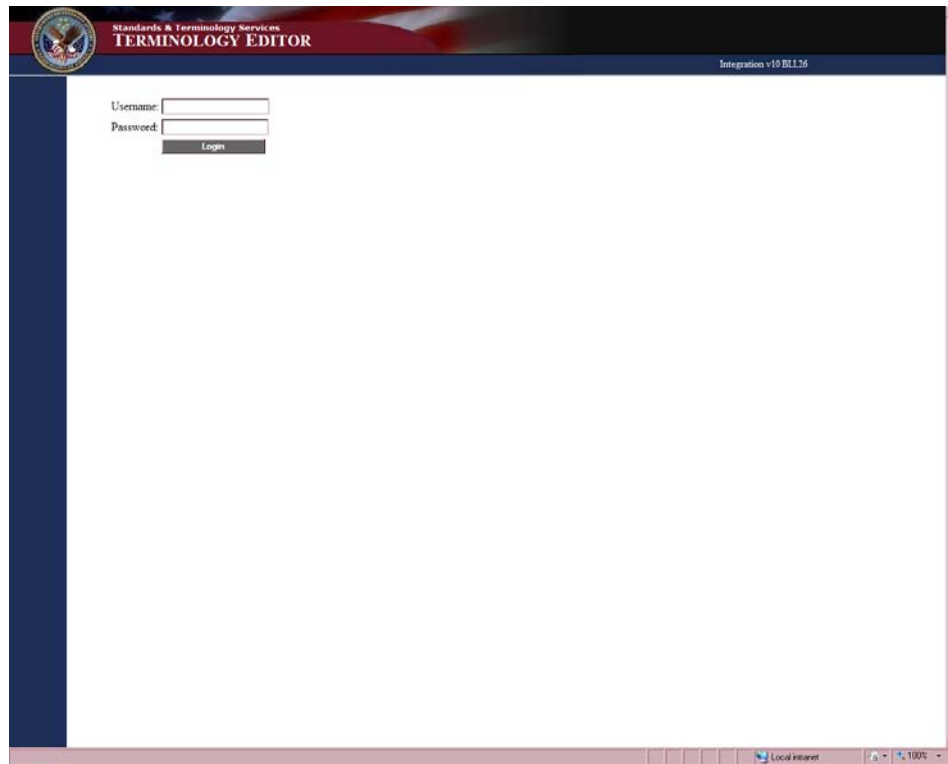 Standards & Terminology Services
TERMINOLOGY EDITOR
Integration v10 BLL26
Username:
Password:
Login
Local intranet
100%